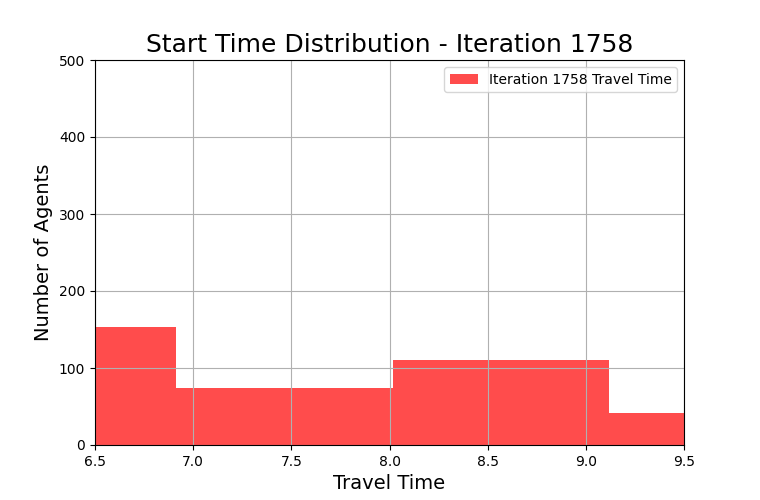 Start Time Distribution - Iteration 1758
500
Iteration 1758 Travel Time
400
300
200
100
0
Number of Agents
6.5 7.0 7.5 8.0 8.5 9.0 9.5
Travel Time